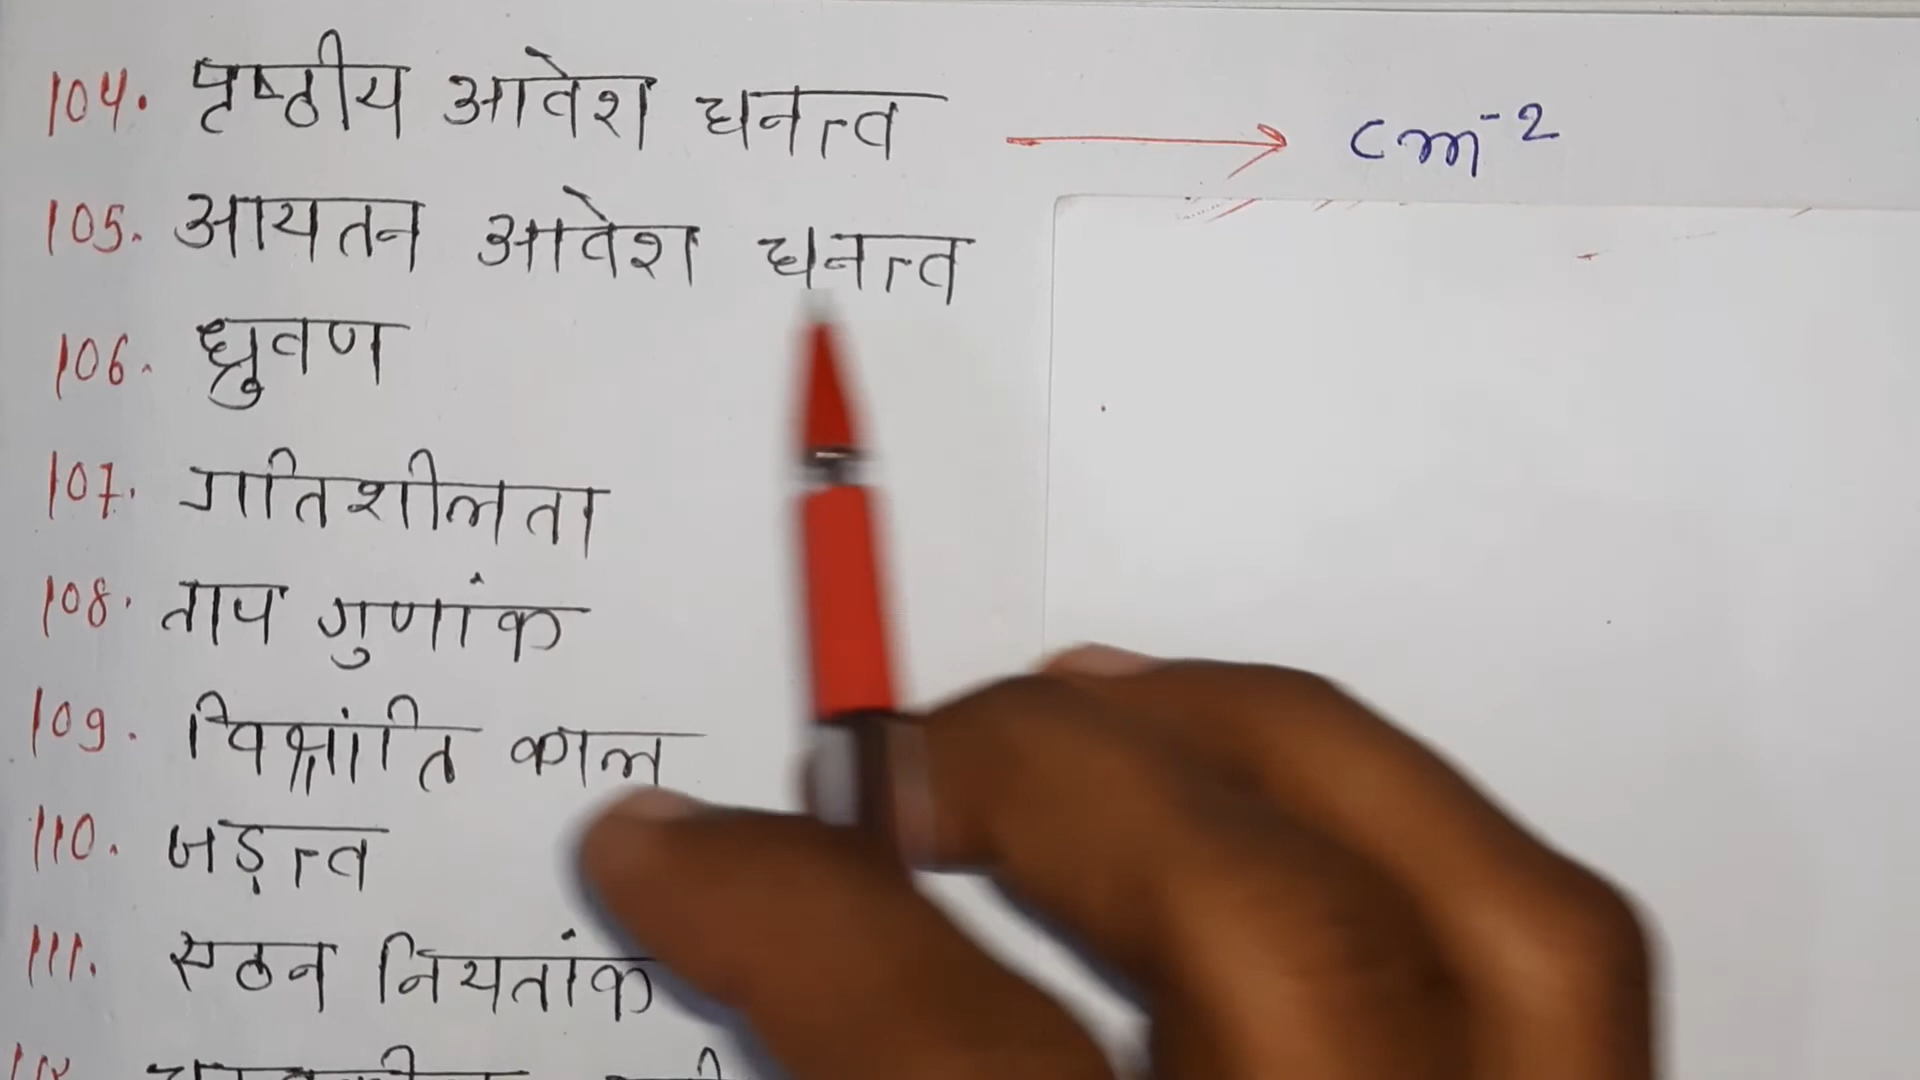 104. पृष्ठीय आवेश घनत्व → Cm⁻²
105. आयतन आवेश घनत्व
106. ध्रुवण
107. गतिशीलता
108. ताप गुणांक
109. विश्रांति काल
110. जड़त्व
111. एठन नियतांक